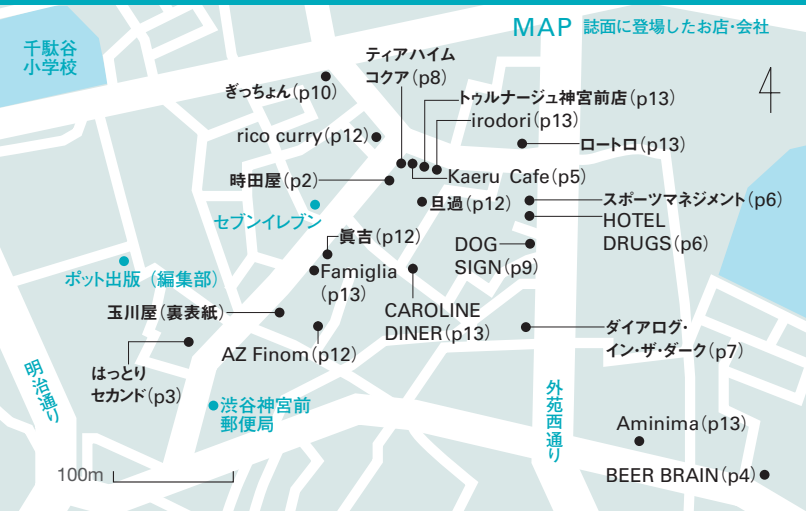 MAP 誌面に登場したお店・会社
千駄谷
小学校
ティアハイム
コクア(p8)
ぎっちょん(p10)
トゥルナージュ神宮前店(p13)
irodori(p13)
rico curry(p12)
ロートロ(p13)
時田屋(p2)
Kaeru Cafe(p5)
旦過(p12)
スポーツマネジメント(p6)
セブンイレブン
HOTEL
DRUGS(p6)
眞吉(p12)
DOG
SIGN(p9)
ポット出版(編集部)
Famiglia
(p13)
玉川屋(裏表紙)
CAROLINE
DINER(p13)
ダイアログ・
イン・ザ・ダーク(p7)
AZ Finom(p12)
はっとり
セカンド(p3)
明治通り
渋谷神宮前
郵便局
外苑西通り
Aminima(p13)
BEER BRAIN(p4)
100m